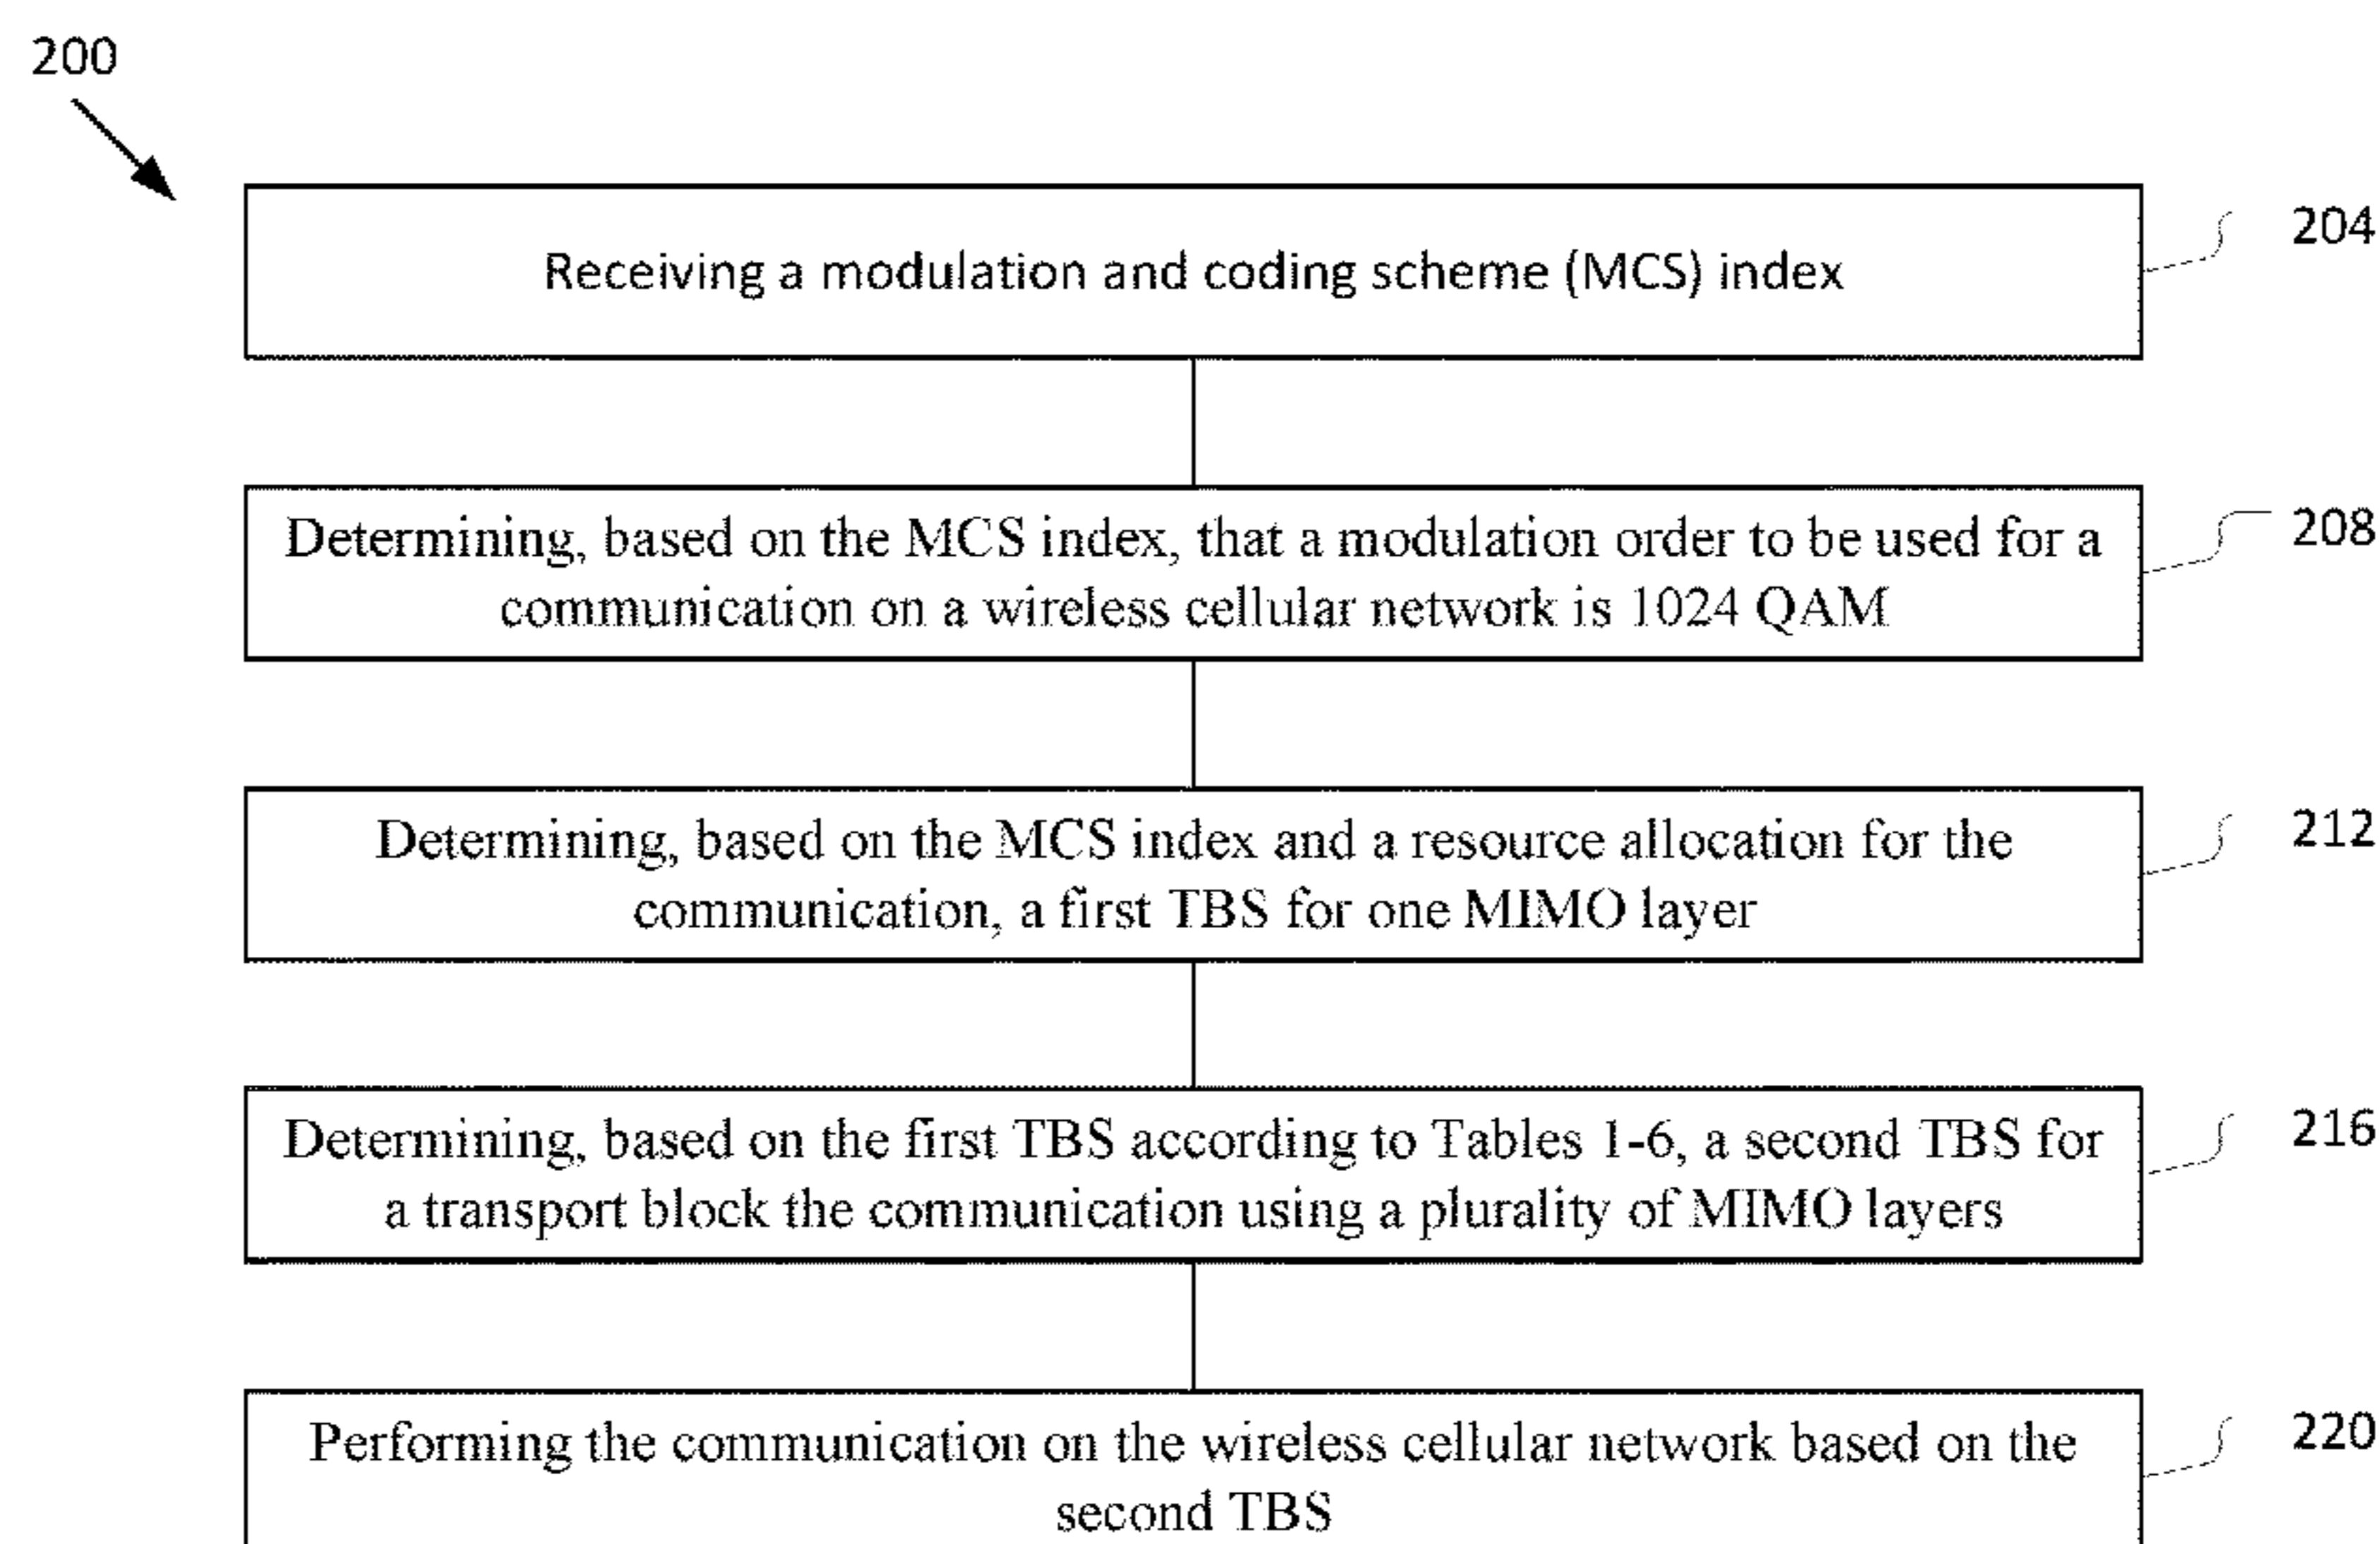 200
Receiving a modulation and coding scheme (MCS) index
204
Determining, based on the MCS index, that a modulation order to be used for a
communication on a wireless cellular network is 1024 QAM
208
Determining, based on the MCS index and a resource allocation for the
communication, a first TBS for one MIMO layer
212
Determining, based on the first TBS according to Tables 1-6, a second TBS for
a transport block the communication using a plurality of MIMO layers
216
Performing the communication on the wireless cellular network based on the
second TBS
220